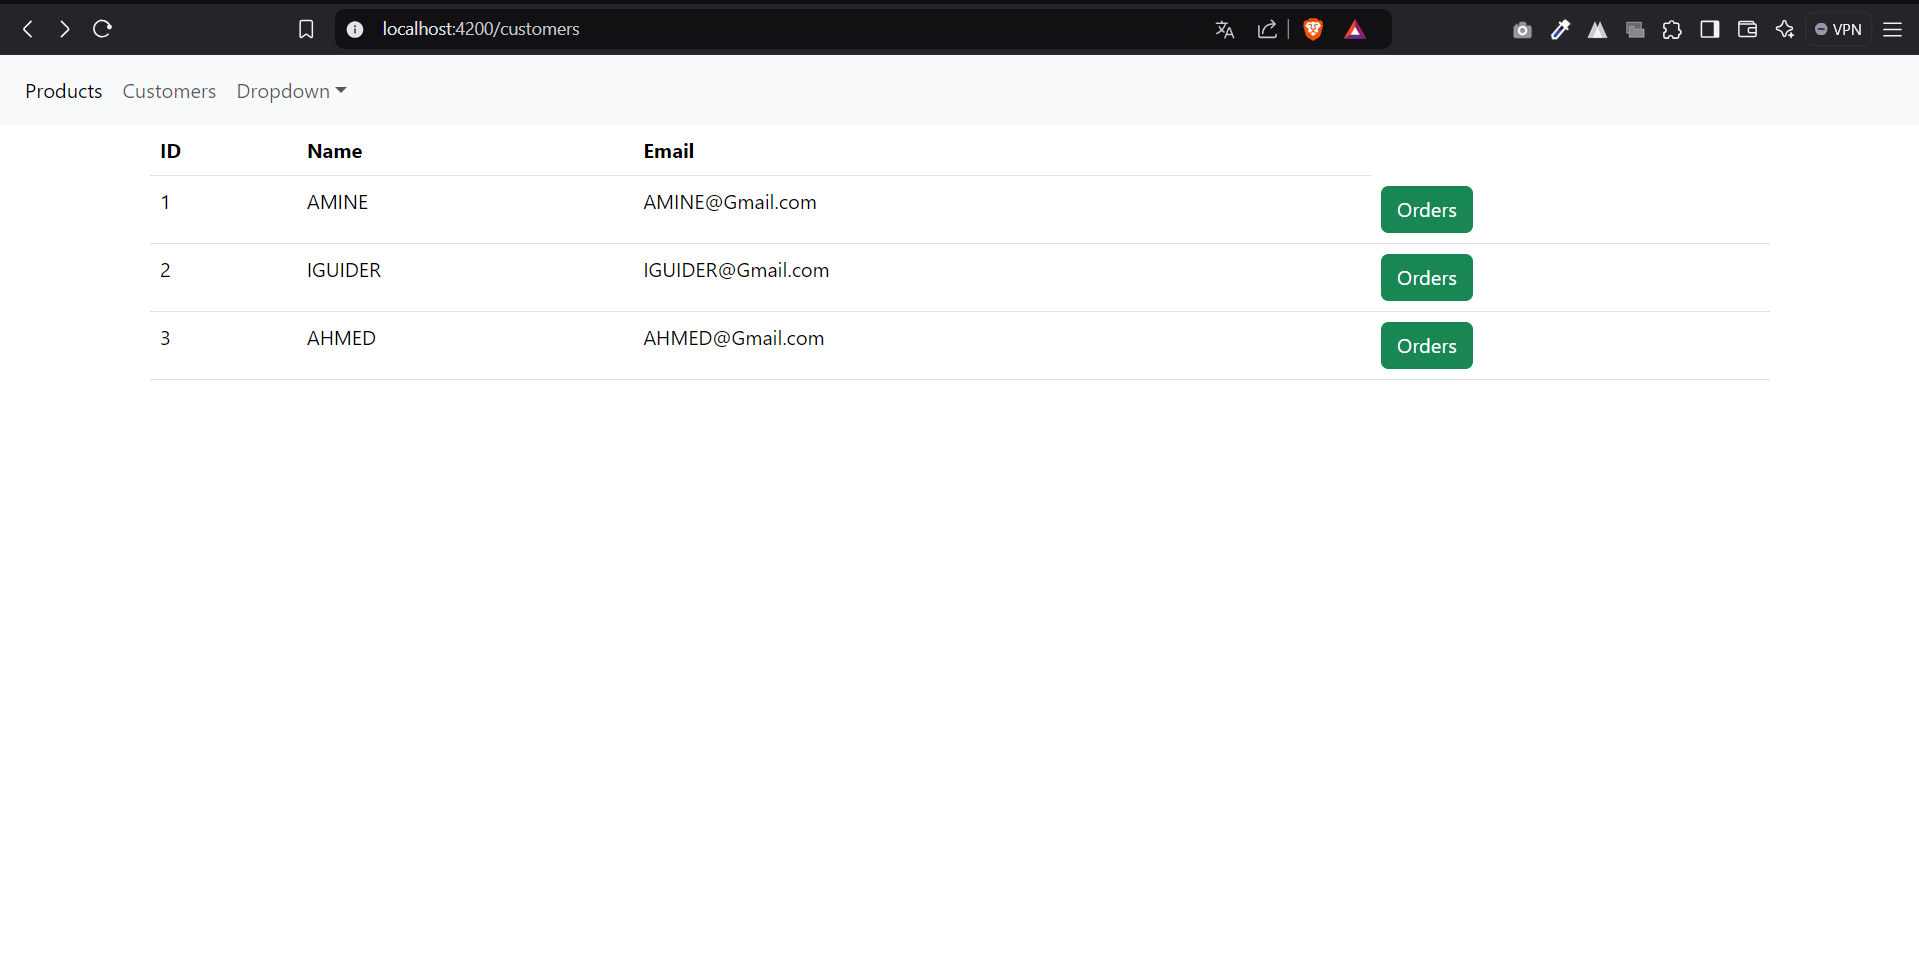 localhost:4200/customers
VPN
Products Customers Dropdown
ID Name Email
1 AMINE AMINE@Gmail.com Orders
2 IGUIDER IGUIDER@Gmail.com Orders
3 AHMED AHMED@Gmail.com Orders